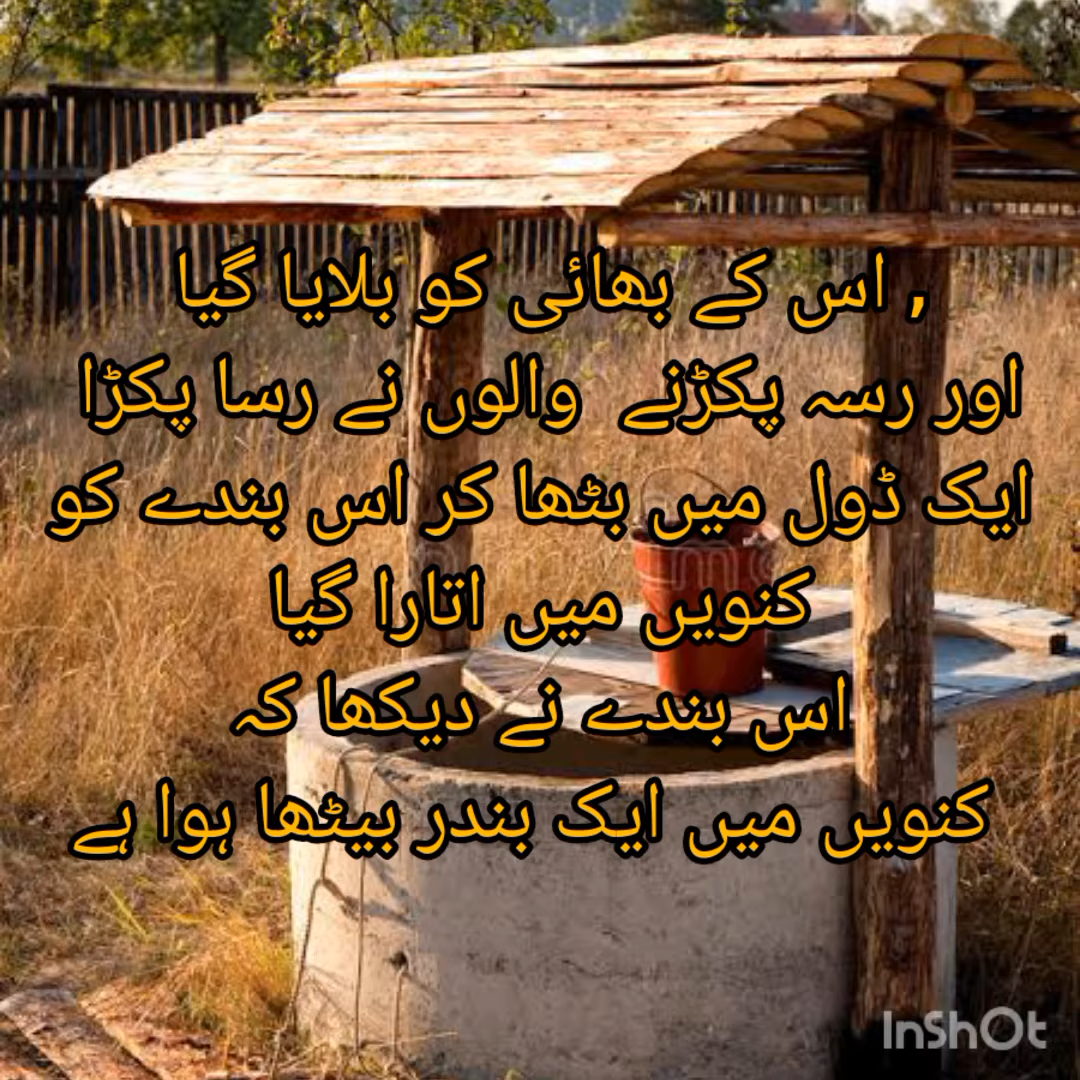 , اس کے بھائی کو بلایا گیا
اور رسہ پکڑنے والوں نے رسا پکڑا
ایک ڈول میں بٹھا کر اس بندے کو
کنویں میں اتارا گیا
اس بندے نے دیکھا کہ
کنویں میں ایک بندر بیٹھا ہوا ہے
InShOt